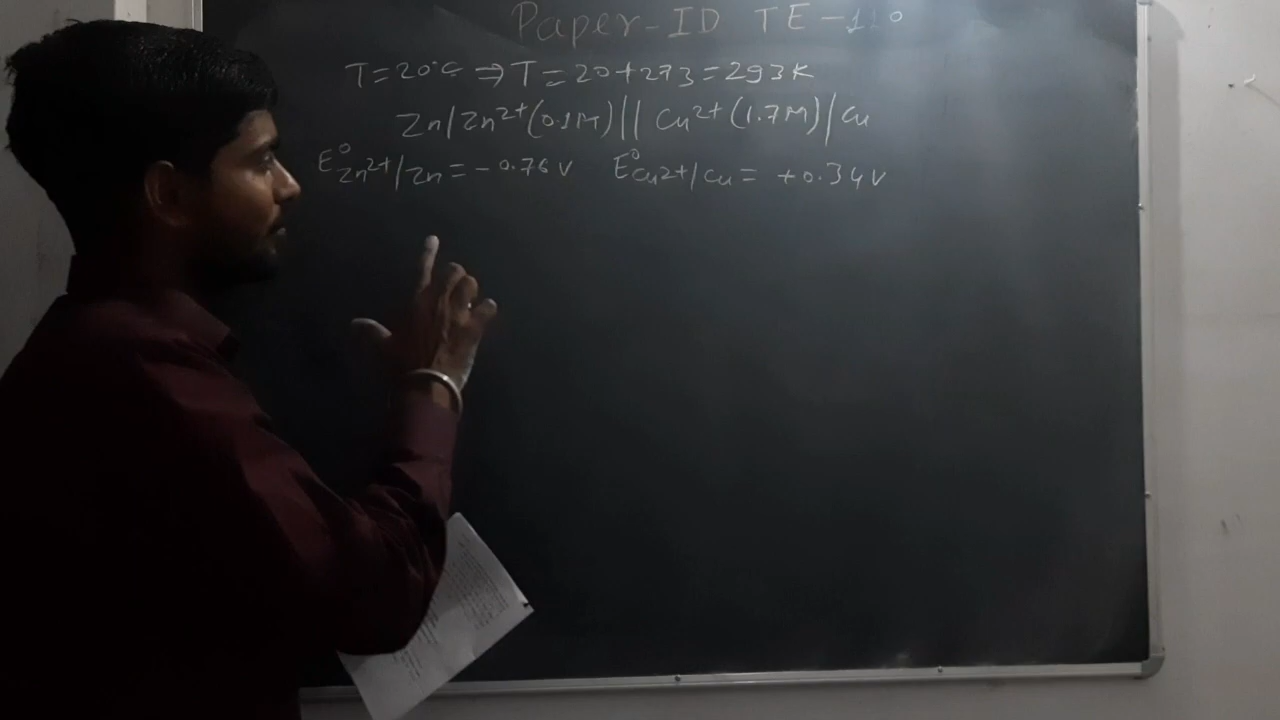 Paper-ID TE-110
T=20°C ⇒ T=20+273=293K
Zn/Zn²⁺(0.1M)||Cu²⁺(1.7M)/Cu
E°Zn²⁺/Zn=-0.76V E°Cu²⁺/Cu=+0.34V